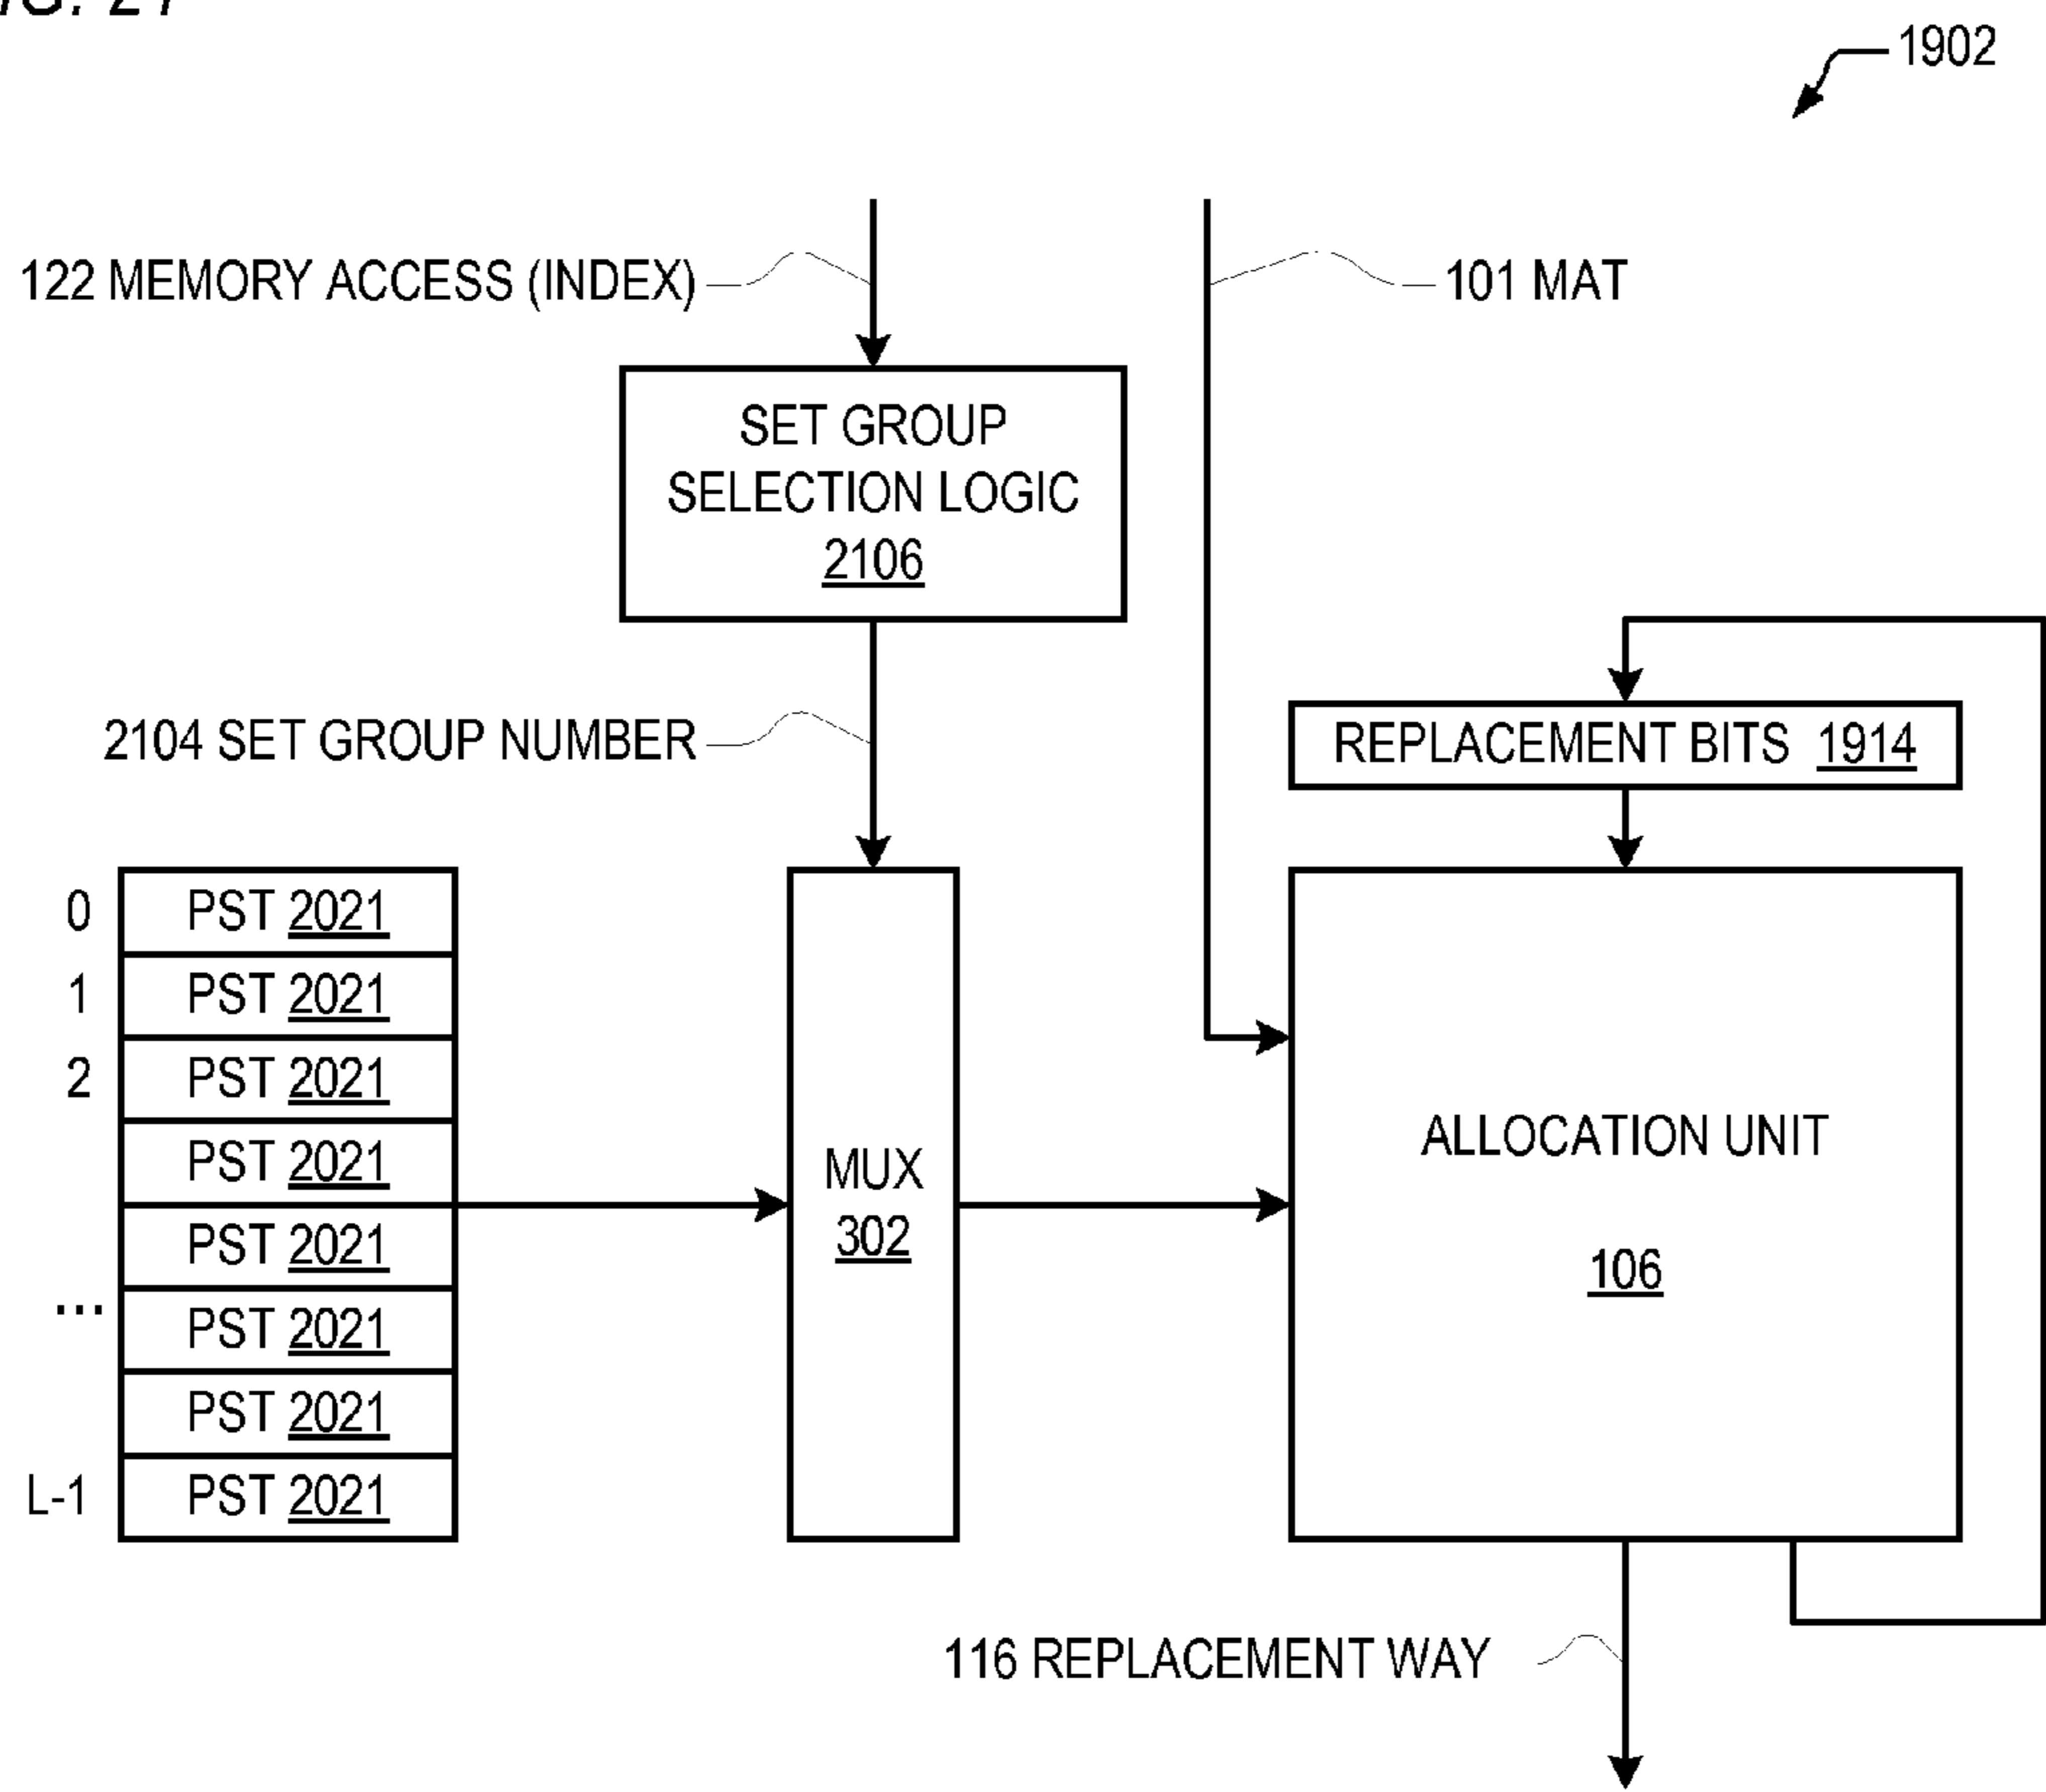 1902
122 MEMORY ACCESS (INDEX)
101 MAT
SET GROUP
SELECTION LOGIC
2106
2104 SET GROUP NUMBER
REPLACEMENT BITS 1914
0 PST 2021
1 PST 2021
2 PST 2021
PST 2021
PST 2021
... PST 2021
PST 2021
L-1 PST 2021
MUX
302
ALLOCATION UNIT
106
116 REPLACEMENT WAY